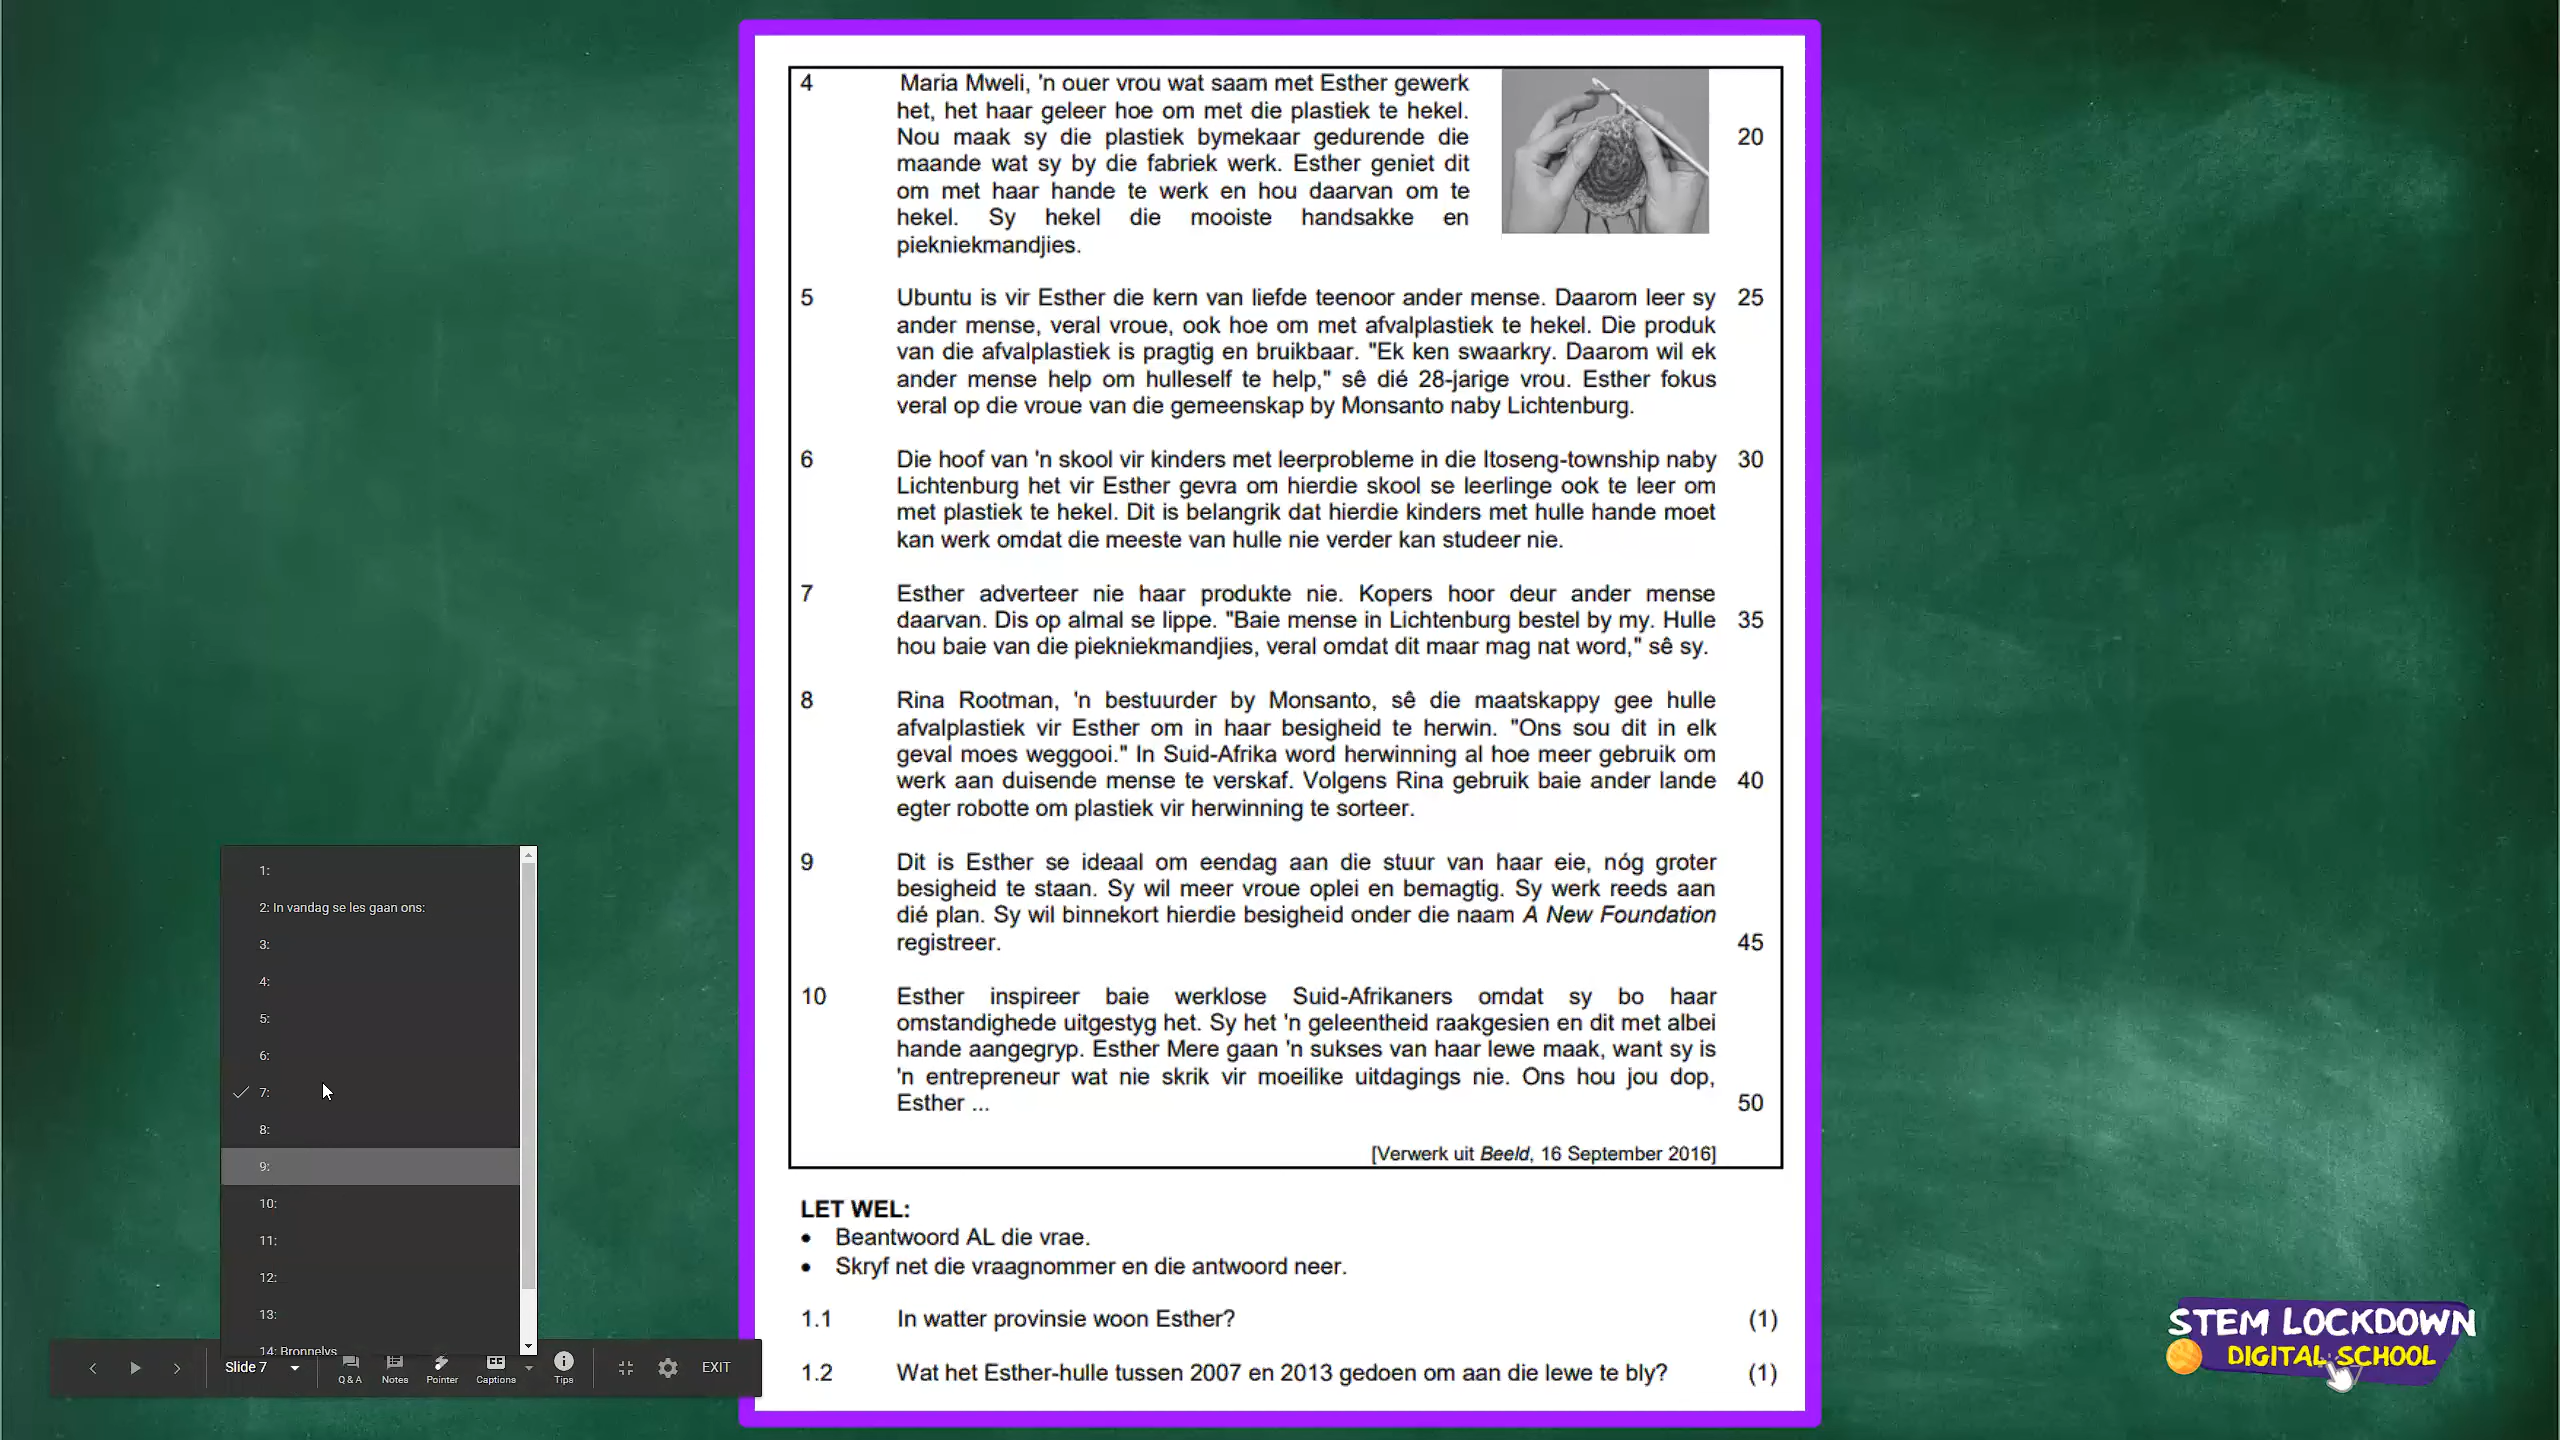 4 Maria Mweli, 'n ouer vrou wat saam met Esther gewerk
het, het haar geleer hoe om met die plastiek te hekel.
Nou maak sy die plastiek bymekaar gedurende die 20
maande wat sy by die fabriek werk. Esther geniet dit
om met haar hande te werk en hou daarvan om te
hekel. Sy hekel die mooiste handsakke en
piekniekmandjies.
5 Ubuntu is vir Esther die kern van liefde teenoor ander mense. Daarom leer sy 25
ander mense, veral vroue, ook hoe om met afvalplastiek te hekel. Die produk
van die afvalplastiek is pragtig en bruikbaar. "Ek ken swaarkry. Daarom wil ek
ander mense help om hulleself te help," sê dié 28-jarige vrou. Esther fokus
veral op die vroue van die gemeenskap by Monsanto naby Lichtenburg.
6 Die hoof van 'n skool vir kinders met leerprobleme in die Itoseng-township naby 30
Lichtenburg het vir Esther gevra om hierdie skool se leerlinge ook te leer om
met plastiek te hekel. Dit is belangrik dat hierdie kinders met hulle hande moet
kan werk omdat die meeste van hulle nie verder kan studeer nie.
7 Esther adverteer nie haar produkte nie. Kopers hoor deur ander mense
daarvan. Dis op almal se lippe. "Baie mense in Lichtenburg bestel by my. Hulle 35
hou baie van die piekniekmandjies, veral omdat dit maar mag nat word," sê sy.
8 Rina Rootman, 'n bestuurder by Monsanto, sê die maatskappy gee hulle
afvalplastiek vir Esther om in haar besigheid te herwin. "Ons sou dit in elk
geval moes weggooi." In Suid-Afrika word herwinning al hoe meer gebruik om
werk aan duisende mense te verskaf. Volgens Rina gebruik baie ander lande 40
egter robotte om plastiek vir herwinning te sorteer.
9 Dit is Esther se ideaal om eendag aan die stuur van haar eie, nóg groter
besigheid te staan. Sy wil meer vroue oplei en bemagtig. Sy werk reeds aan
dié plan. Sy wil binnekort hierdie besigheid onder die naam A New Foundation
registreer. 45
10 Esther inspireer baie werklose Suid-Afrikaners omdat sy bo haar
omstandighede uitgestyg het. Sy het 'n geleentheid raakgesien en dit met albei
hande aangegryp. Esther Mere gaan 'n sukses van haar lewe maak, want sy is
'n entrepreneur wat nie skrik vir moeilike uitdagings nie. Ons hou jou dop,
Esther ... 50
[Verwerk uit Beeld, 16 September 2016]
LET WEL:
• Beantwoord AL die vrae.
• Skryf net die vraagnommer en die antwoord neer.
1.1 In watter provinsie woon Esther? (1)
1.2 Wat het Esther-hulle tussen 2007 en 2013 gedoen om aan die lewe te bly? (1)
1:
2: In vandag se les gaan ons:
3:
4:
5:
6:
7:
8:
9:
10:
11:
12:
13:
14: Bronnelys
Slide 7 Q & A Notes Pointer CC Captions Tips EXIT
STEM LOCKDOWN
DIGITAL SCHOOL